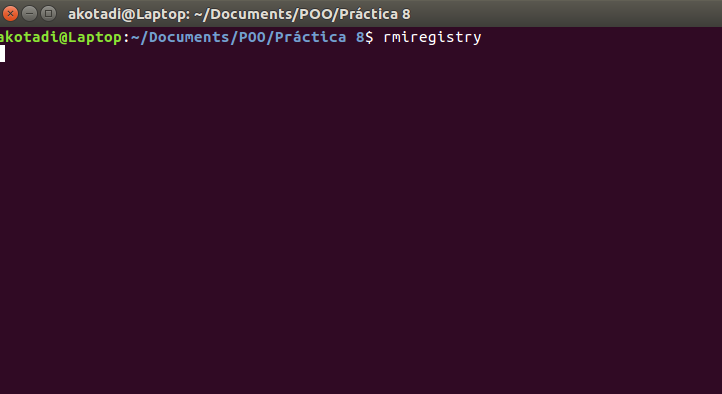 akotadi@Laptop: ~/Documents/POO/Práctica 8
akotadi@Laptop:~/Documents/POO/Práctica 8$ rmiregistry